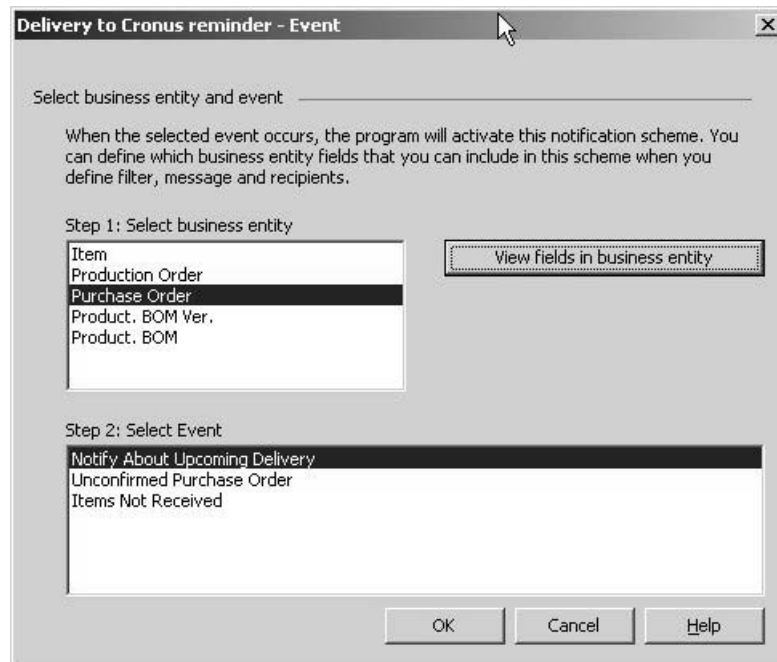 Delivery to Cronus reminder - Event
Select business entity and event
When the selected event occurs, the program will activate this notification scheme. You
can define which business entity fields that you can include in this scheme when you
define filter, message and recipients.
Step 1: Select business entity
Item
Production Order
Purchase Order
Product. BOM Ver.
Product. BOM
View fields in business entity
Step 2: Select Event
Notify About Upcoming Delivery
Unconfirmed Purchase Order
Items Not Received
OK
Cancel
Help